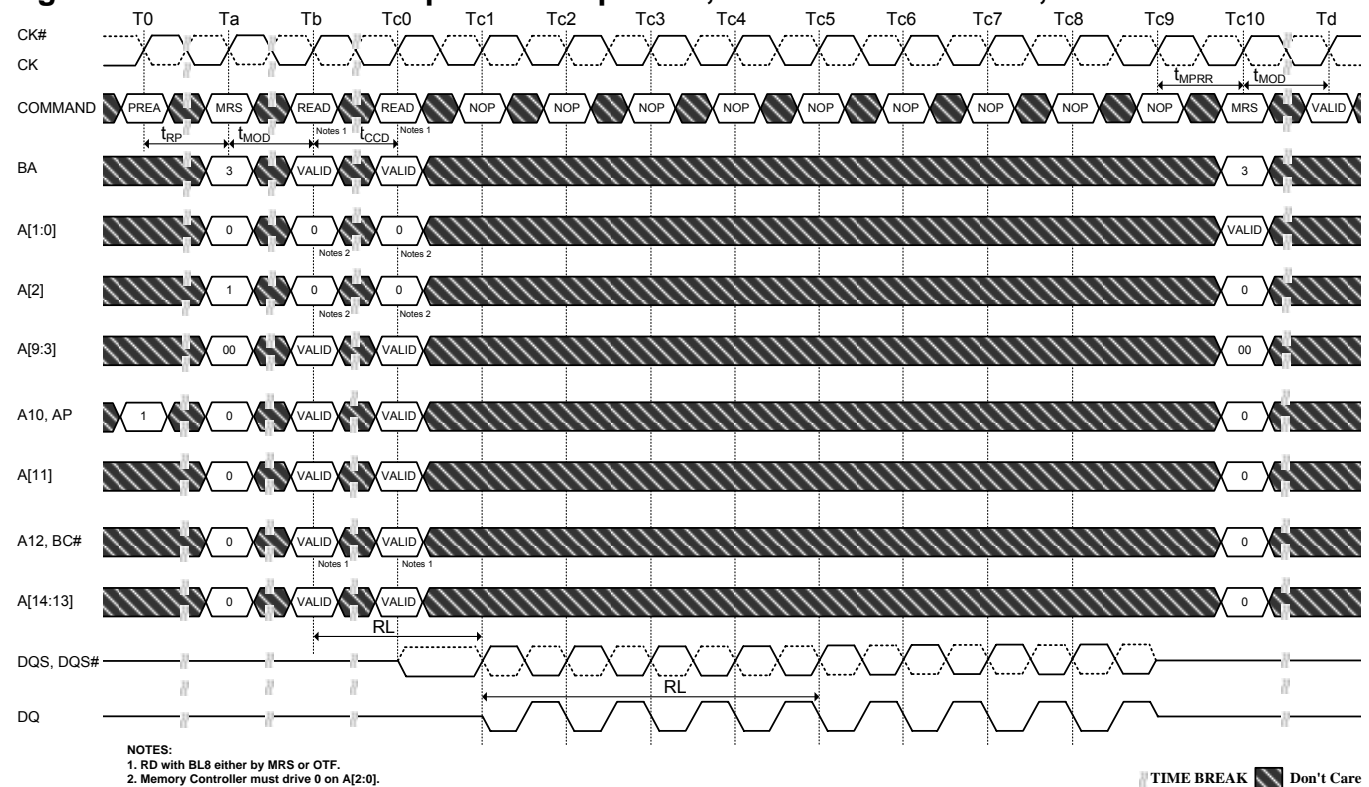 T0 Ta Tb Tc0 Tc1 Tc2 Tc3 Tc4 Tc5 Tc6 Tc7 Tc8 Tc9 Tc10 Td
CK#
CK
tMPRR tMOD
COMMAND PREA MRS READ READ NOP NOP NOP NOP NOP NOP NOP NOP NOP MRS VALID
Notes 1 Notes 1
tRP tMOD tCCD
BA 3 VALID VALID 3
A[1:0] 0 0 0 VALID
Notes 2 Notes 2
A[2] 1 0 0 0
Notes 2 Notes 2
A[9:3] 00 VALID VALID 00
A10, AP 1 0 VALID VALID 0
A[11] 0 VALID VALID 0
A12, BC# 0 VALID VALID 0
Notes 1 Notes 1
A[14:13] 0 VALID VALID 0
RL
DQS, DQS#
RL
DQ
NOTES:
1. RD with BL8 either by MRS or OTF.
2. Memory Controller must drive 0 on A[2:0].
TIME BREAK Don't Care